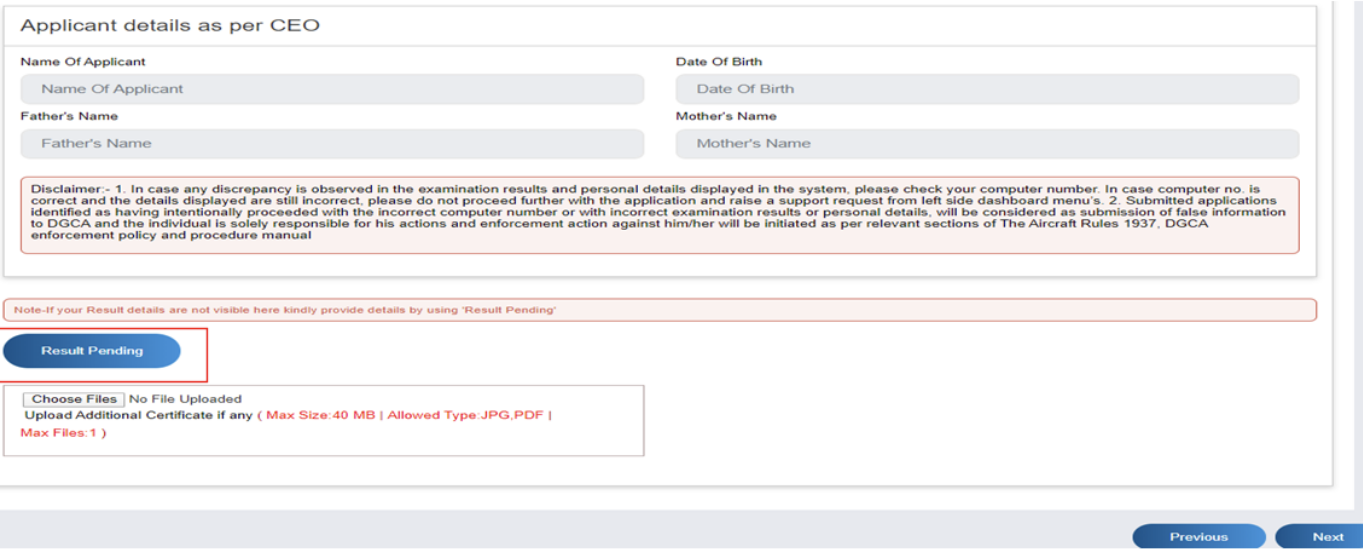 Applicant details as per CEO
Name Of Applicant
Date Of Birth
Name Of Applicant
Date Of Birth
Father's Name
Mother's Name
Father's Name
Mother's Name
Disclaimer:- 1. In case any discrepancy is observed in the examination results and personal details displayed in the system, please check your computer number. In case computer no. is
correct and the details displayed are still incorrect, please do not proceed further with the application and raise a support request from left side dashboard menu's. 2. Submitted applications
identified as having intentionally proceeded with the incorrect computer number or with incorrect examination results or personal details, will be considered as submission of false information
to DGCA and the individual is solely responsible for his actions and enforcement action against him/her will be initiated as per relevant sections of The Aircraft Rules 1937, DGCA
enforcement policy and procedure manual
Note-If your Result details are not visible here kindly provide details by using 'Result Pending'
Result Pending
Choose Files No File Uploaded
Upload Additional Certificate if any ( Max Size:40 MB | Allowed Type:JPG,PDF |
Max Files:1 )
Previous
Next